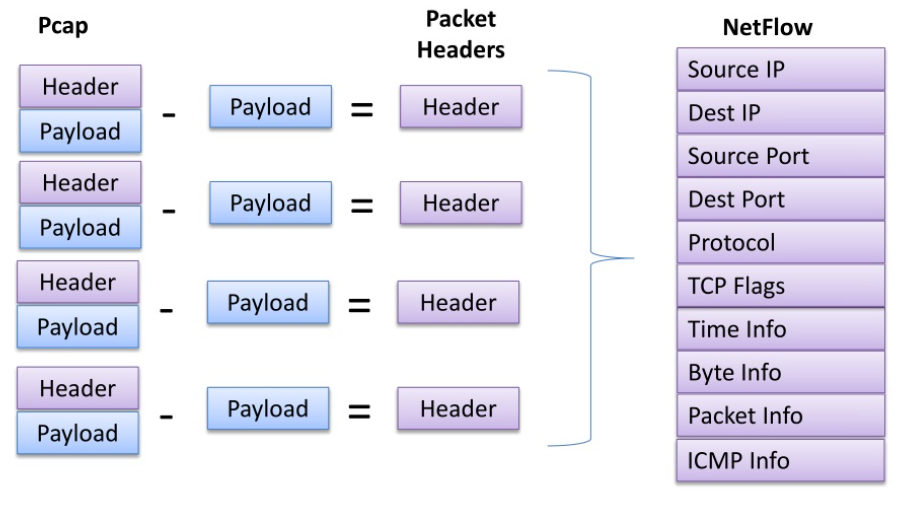 Pcap
Packet
Headers
NetFlow
Header
Payload
- Payload = Header
Header
Payload
- Payload = Header
Header
Payload
- Payload = Header
Header
Payload
- Payload = Header
Source IP
Dest IP
Source Port
Dest Port
Protocol
TCP Flags
Time Info
Byte Info
Packet Info
ICMP Info